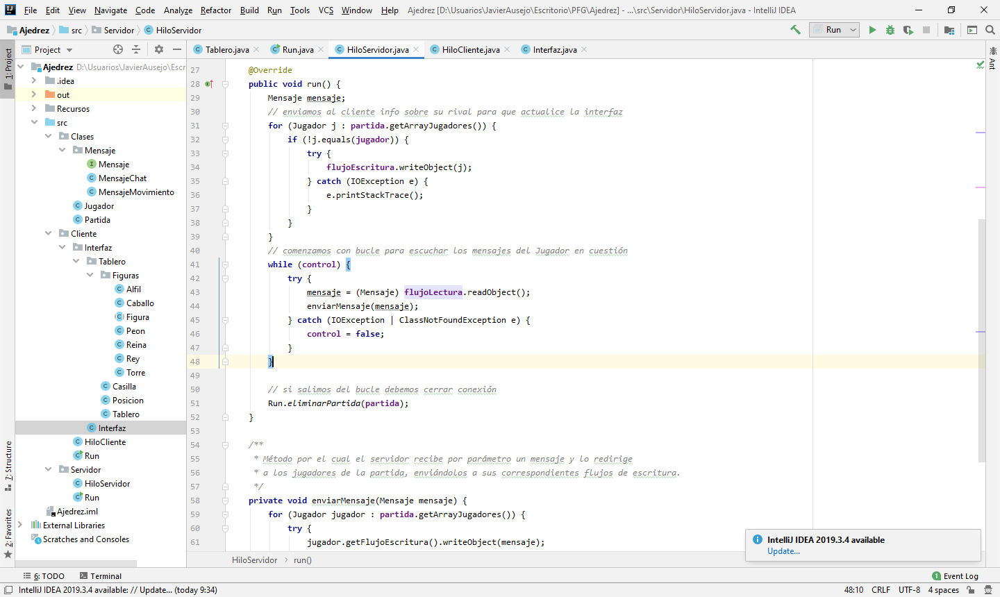 File Edit View Navigate Code Analyze Refactor Build Run Tools VCS Window Help Ajedrez [D:\Usuarios\JavierAusejo\Escritorio\PFG\Ajedrez] - ...\src\Servidor\HiloServidor.java - IntelliJ IDEA
Ajedrez src Servidor HiloServidor Run
1: Project
7: Structure
2: Favorites
Project
Ajedrez D:\Usuarios\JavierAusejo\Escr
.idea
out
Recursos
src
Clases
Mensaje
Mensaje
MensajeChat
MensajeMovimiento
Jugador
Partida
Cliente
Interfaz
Tablero
Figuras
Alfil
Caballo
Figura
Peon
Reina
Rey
Torre
Casilla
Posicion
Tablero
Interfaz
HiloCliente
Run
Servidor
HiloServidor
Run
Ajedrez.iml
External Libraries
Scratches and Consoles
Tablero.java Run.java HiloServidor.java HiloCliente.java Interfaz.java
27 @Override
28 public void run() {
29 Mensaje mensaje;
30 // enviamos al cliente info sobre su rival para que actualice la interfaz
31 for (Jugador j : partida.getArrayJugadores()) {
32 if (!j.equals(jugador)) {
33 try {
34 flujoEscritura.writeObject(j);
35 } catch (IOException e) {
36 e.printStackTrace();
37 }
38 }
39 }
40 // comenzamos con bucle para escuchar los mensajes del Jugador en cuestión
41 while (control) {
42 try {
43 mensaje = (Mensaje) flujoLectura.readObject();
44 enviarMensaje(mensaje);
45 } catch (IOException | ClassNotFoundException e) {
46 control = false;
47 }
48 }
49
50 // si salimos del bucle debemos cerrar conexión
51 Run.eliminarPartida(partida);
52 }
53
54 /**
55 * Método por el cual el servidor recibe por parámetro un mensaje y lo redirige
56 * a los jugadores de la partida, enviándolos a sus correspondientes flujos de escritura.
57 */
58 private void enviarMensaje(Mensaje mensaje) {
59 for (Jugador jugador : partida.getArrayJugadores()) {
60 try {
61 jugador.getFlujoEscritura().writeObject(mensaje);
HiloServidor run()
Ant
IntelliJ IDEA 2019.3.4 available
Update...
6: TODO Terminal 1 Event Log
IntelliJ IDEA 2019.3.4 available: // Update... (today 9:34) 48:10 CRLF UTF-8 4 spaces